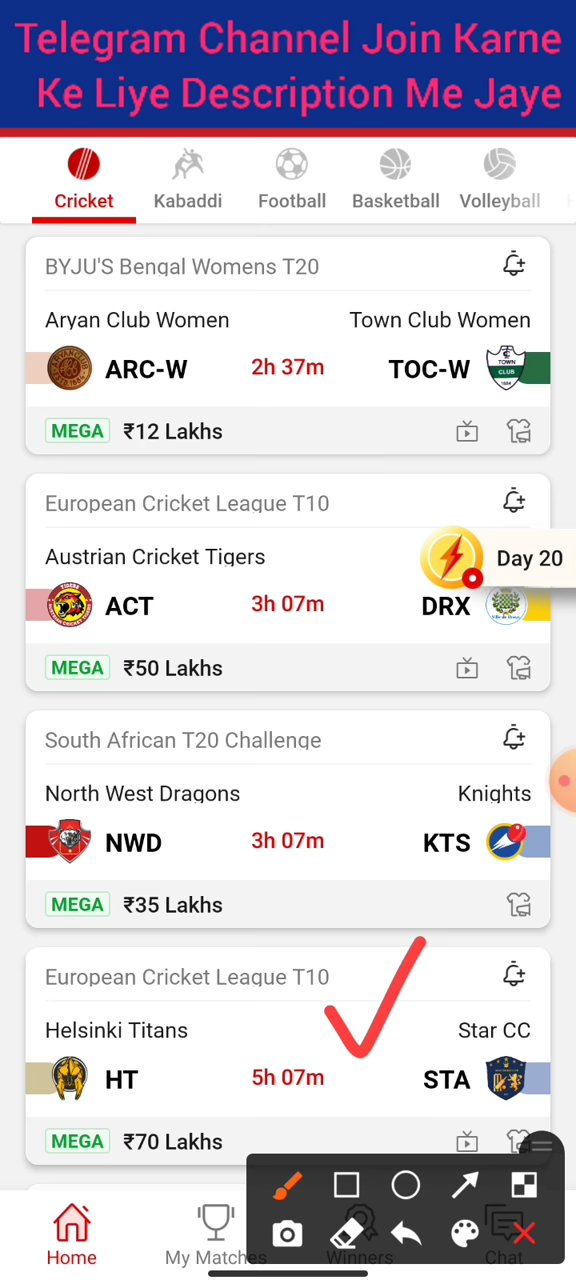 Telegram Channel Join Karne
Ke Liye Description Me Jaye
Cricket Kabaddi Football Basketball Volleyball
BYJU'S Bengal Womens T20
Aryan Club Women Town Club Women
ARC-W 2h 37m TOC-W
MEGA ₹12 Lakhs
European Cricket League T10
Austrian Cricket Tigers
Day 20
ACT 3h 07m DRX
MEGA ₹50 Lakhs
South African T20 Challenge
North West Dragons Knights
NWD 3h 07m KTS
MEGA ₹35 Lakhs
European Cricket League T10
Helsinki Titans Star CC
HT 5h 07m STA
MEGA ₹70 Lakhs
Home My Matches Winners Chat